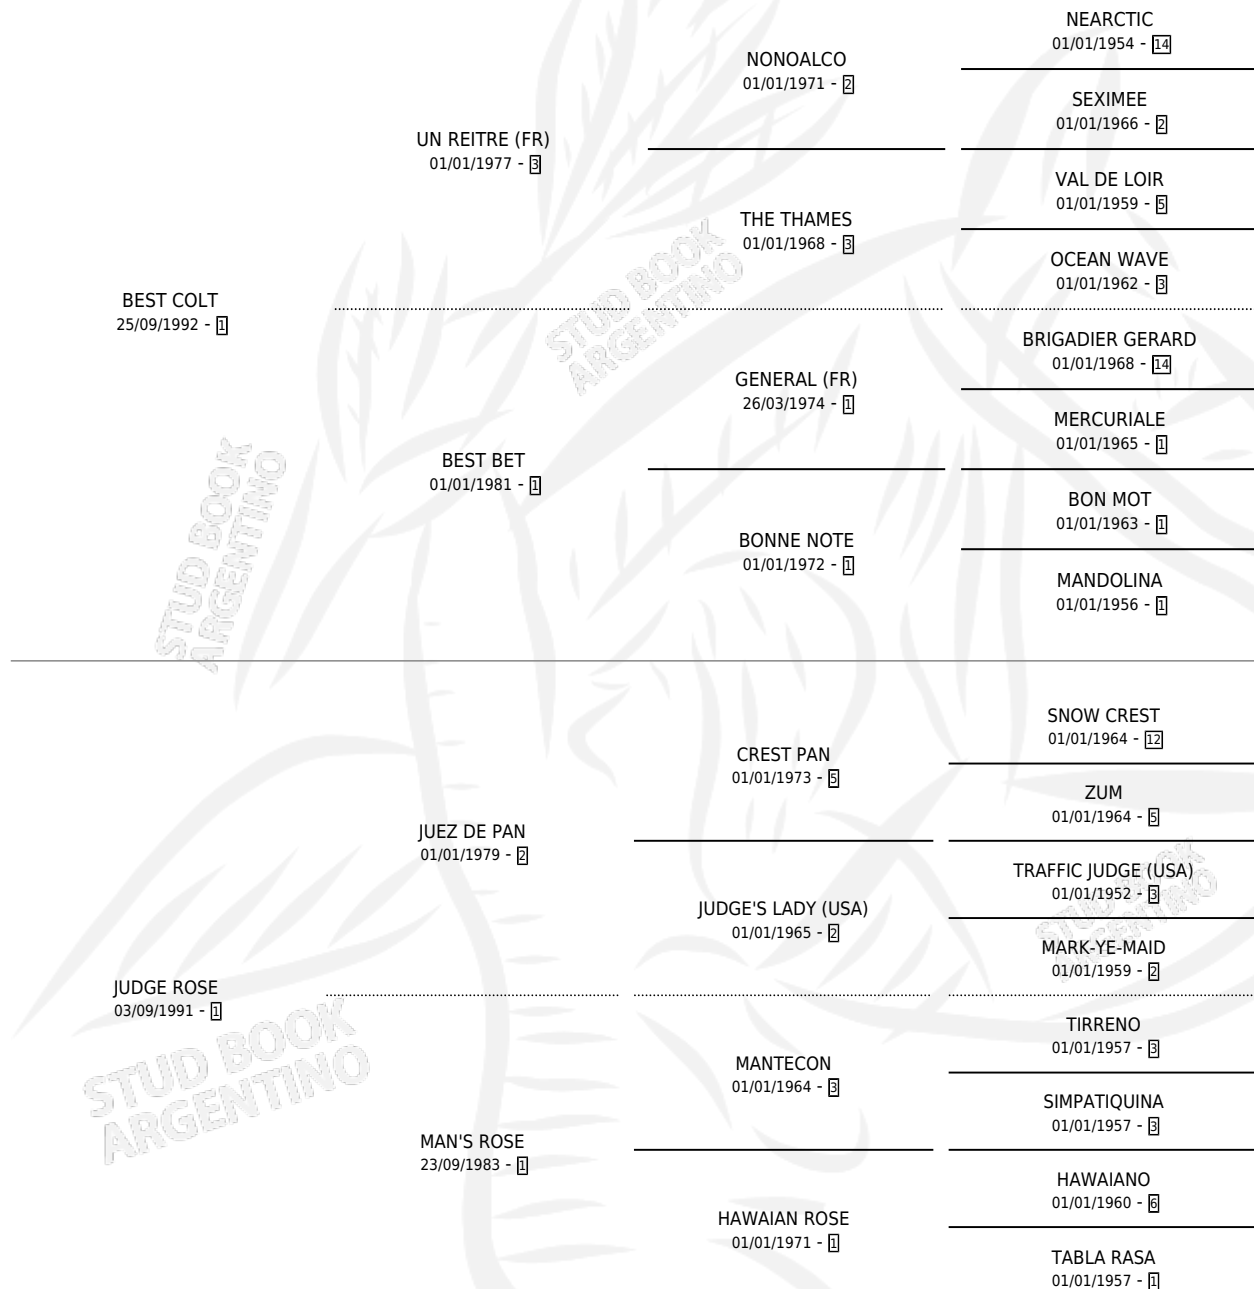 NEARCTIC
01/01/1954 - 14
NONOALCO
01/01/1971 - 2
SEXIMEE
01/01/1966 - 2
UN REITRE (FR)
01/01/1977 - 3
VAL DE LOIR
01/01/1959 - 5
THE THAMES
01/01/1968 - 3
OCEAN WAVE
01/01/1962 - 3
BEST COLT
25/09/1992 - 1
BRIGADIER GERARD
01/01/1968 - 14
GENERAL (FR)
26/03/1974 - 1
MERCURIALE
01/01/1965 - 1
BEST BET
01/01/1981 - 1
BON MOT
01/01/1963 - 1
BONNE NOTE
01/01/1972 - 1
MANDOLINA
01/01/1956 - 1
SNOW CREST
01/01/1964 - 12
CREST PAN
01/01/1973 - 5
ZUM
01/01/1964 - 5
JUEZ DE PAN
01/01/1979 - 2
TRAFFIC JUDGE (USA)
01/01/1952 - 3
JUDGE'S LADY (USA)
01/01/1965 - 2
MARK-YE-MAID
01/01/1959 - 2
JUDGE ROSE
03/09/1991 - 1
TIRRENO
01/01/1957 - 3
MANTECON
01/01/1964 - 3
SIMPATIQUINA
01/01/1957 - 3
MAN'S ROSE
23/09/1983 - 1
HAWAIANO
01/01/1960 - 6
HAWAIAN ROSE
01/01/1971 - 1
TABLA RASA
01/01/1957 - 1
STUD BOOK
ARGENTINO
STUD BOOK
ARGENTINO
STUD BOOK
ARGENTINO
STUD BOOK
ARGENTINO